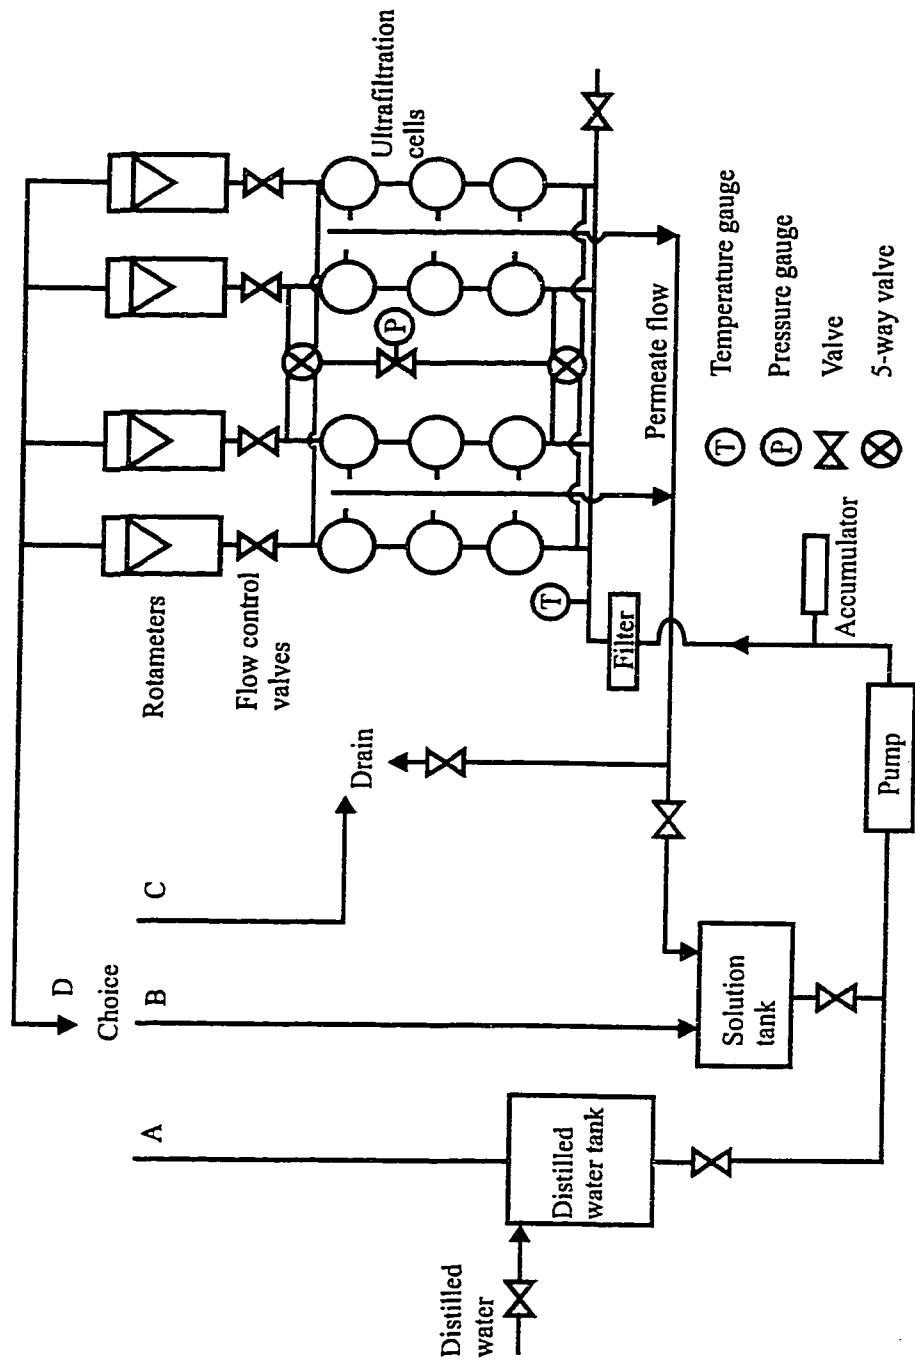 D
Choice
A
B
C
Rotameters
Flow control
valves
Ultrafiltration
cells
Drain
P
T
Distilled
water
Distilled
water tank
Solution
tank
Filter
Permeate flow
Accumulator
Pump
T
Temperature gauge
P
Pressure gauge
Valve
5-way valve